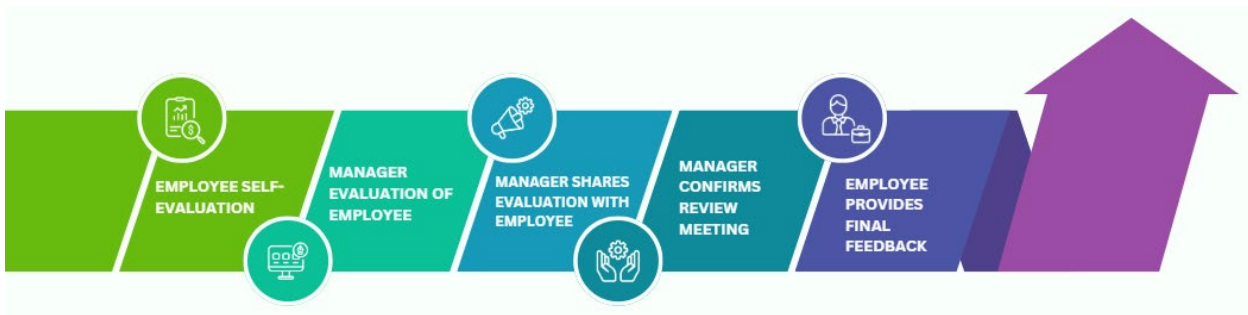 EMPLOYEE SELF-
EVALUATION
MANAGER
EVALUATION OF
EMPLOYEE
MANAGER SHARES
EVALUATION WITH
EMPLOYEE
MANAGER
CONFIRMS
REVIEW
MEETING
EMPLOYEE
PROVIDES
FINAL
FEEDBACK